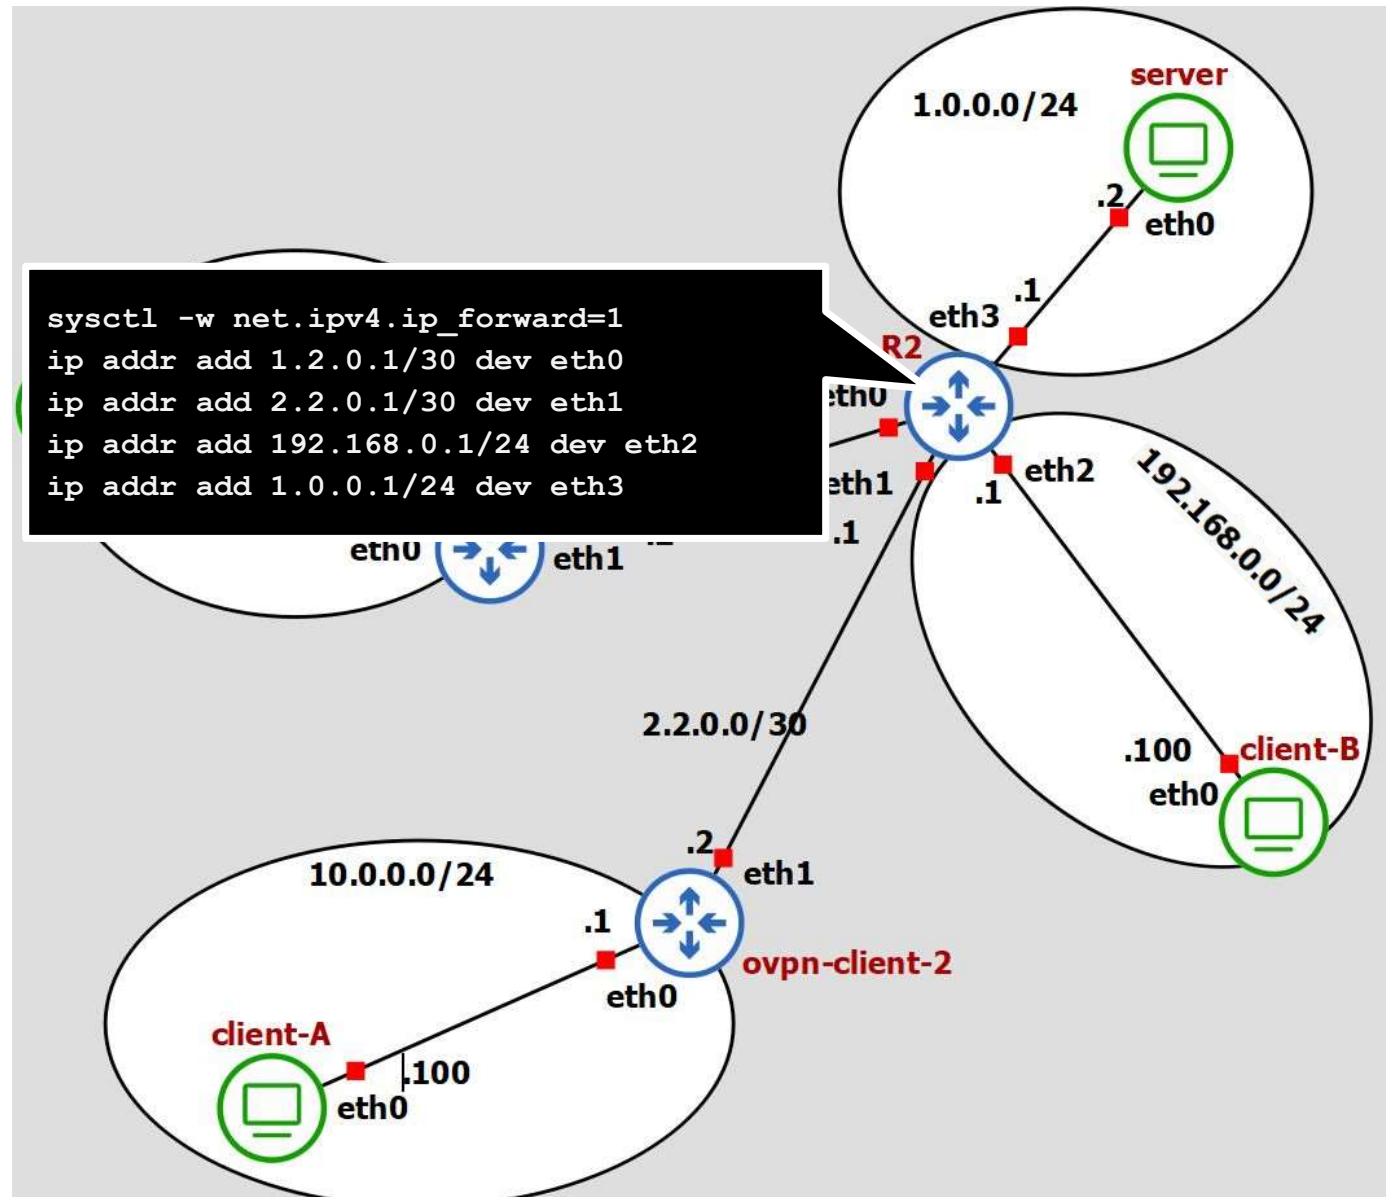 server
1.0.0.0/24
.2
eth0
.1
eth3
sysctl -w net.ipv4.ip_forward=1
ip addr add 1.2.0.1/30 dev eth0
ip addr add 2.2.0.1/30 dev eth1
ip addr add 192.168.0.1/24 dev eth2
ip addr add 1.0.0.1/24 dev eth3
R2
eth0
eth2
eth1
.1
192.168.0.0/24
.1
eth0
eth1
2.2.0.0/30
.100
client-B
eth0
.2
eth1
10.0.0.0/24
.1
ovpn-client-2
eth0
client-A
.100
eth0